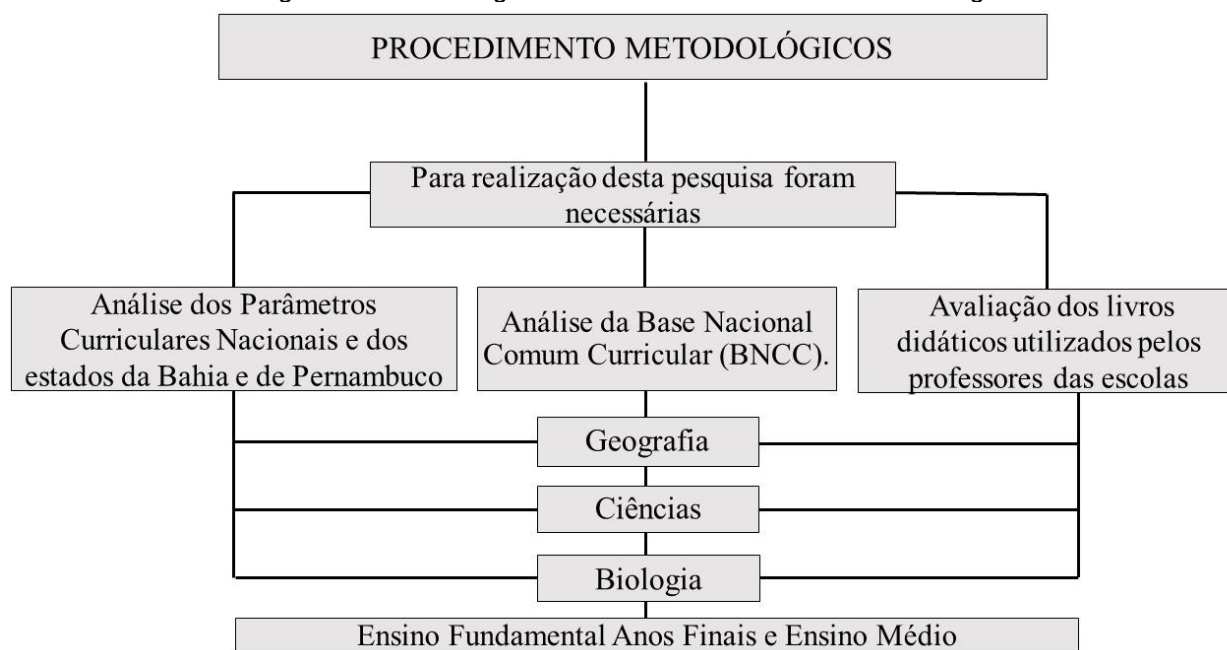 PROCEDIMENTO METODOLÓGICOS
Para realização desta pesquisa foram
necessárias
Análise dos Parâmetros
Curriculares Nacionais e dos
estados da Bahia e de Pernambuco
Análise da Base Nacional
Comum Curricular (BNCC).
Avaliação dos livros
didáticos utilizados pelos
professores das escolas
Geografia
Ciências
Biologia
Ensino Fundamental Anos Finais e Ensino Médio